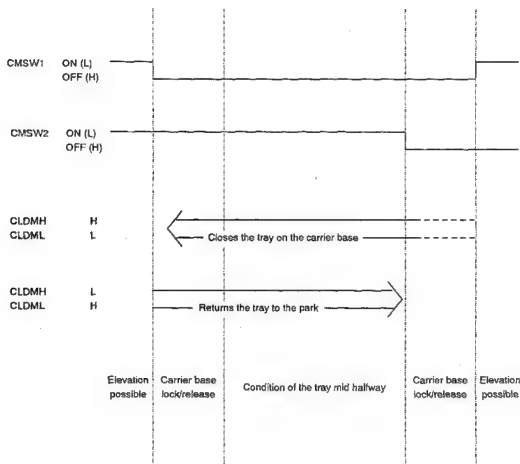 CMSW1 ON (L)
OFF (H)
CMSW2 ON (L)
OFF (H)
CLDMH H
CLDML L
Closes the tray on the carrier base
CLDMH L
CLDML H
Returns the tray to the park
Elevation possible
Carrier base lock/release
Condition of the tray mid halfway
Carrier base lock/release
Elevation possible